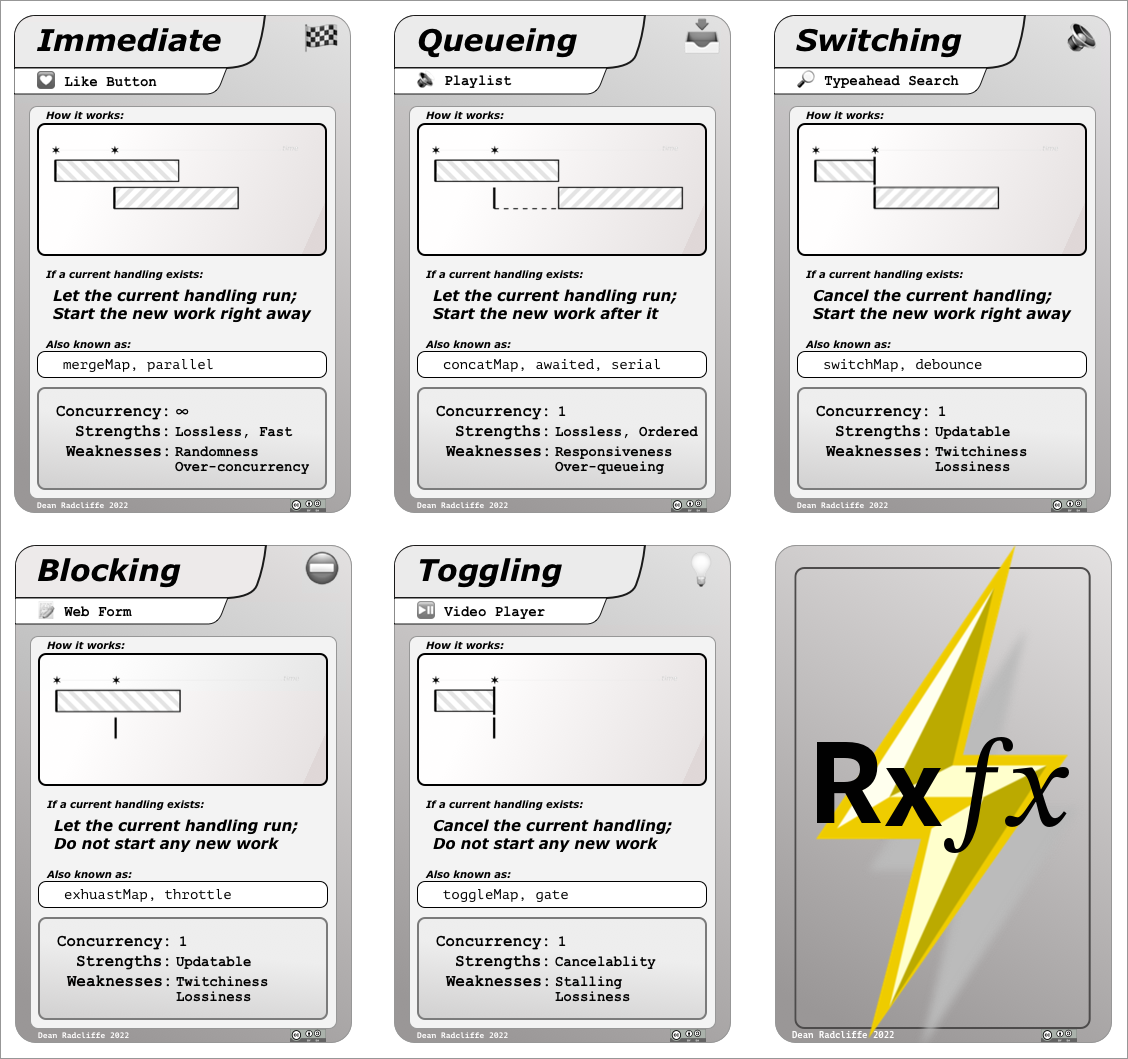 Immediate
Like Button
How it works:
time
If a current handling exists:
Let the current handling run;
Start the new work right away
Also known as:
mergeMap, parallel
Concurrency: ∞
Strengths: Lossless, Fast
Weaknesses: Randomness
Over-concurrency
Dean Radcliffe 2022
Queueing
Playlist
How it works:
time
If a current handling exists:
Let the current handling run;
Start the new work after it
Also known as:
concatMap, awaited, serial
Concurrency: 1
Strengths: Lossless, Ordered
Weaknesses: Responsiveness
Over-queueing
Dean Radcliffe 2022
Switching
Typeahead Search
How it works:
time
If a current handling exists:
Cancel the current handling;
Start the new work right away
Also known as:
switchMap, debounce
Concurrency: 1
Strengths: Updatable
Weaknesses: Twitchiness
Lossiness
Dean Radcliffe 2022
Blocking
Web Form
How it works:
time
If a current handling exists:
Let the current handling run;
Do not start any new work
Also known as:
exhuastMap, throttle
Concurrency: 1
Strengths: Updatable
Weaknesses: Twitchiness
Lossiness
Dean Radcliffe 2022
Toggling
Video Player
How it works:
time
If a current handling exists:
Cancel the current handling;
Do not start any new work
Also known as:
toggleMap, gate
Concurrency: 1
Strengths: Cancelablity
Weaknesses: Stalling
Lossiness
Dean Radcliffe 2022
Rxfx
Dean Radcliffe 2022